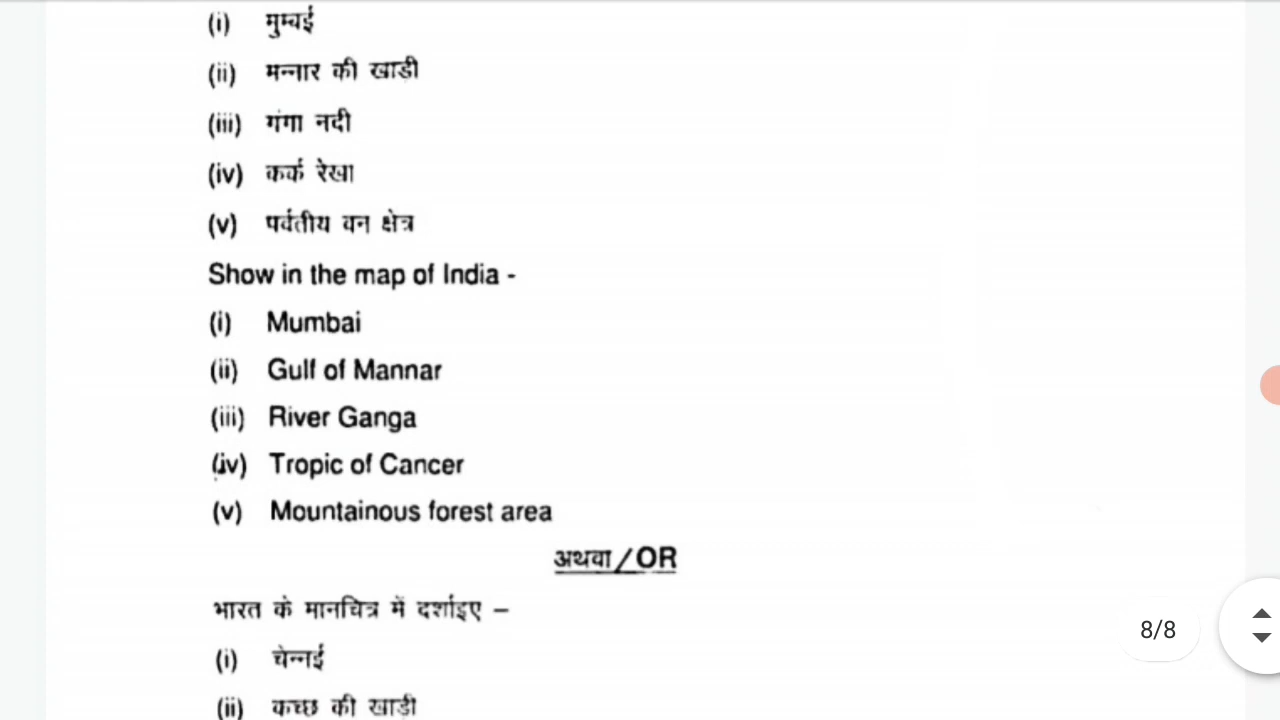 (i) मुम्बई
(ii) मन्नार की खाड़ी
(iii) गंगा नदी
(iv) कर्क रेखा
(v) पर्वतीय वन क्षेत्र
Show in the map of India -
(i) Mumbai
(ii) Gulf of Mannar
(iii) River Ganga
(iv) Tropic of Cancer
(v) Mountainous forest area
अथवा / OR
भारत के मानचित्र में दर्शाइए –
(i) चेन्नई
8/8
(ii) कच्छ की खाड़ी